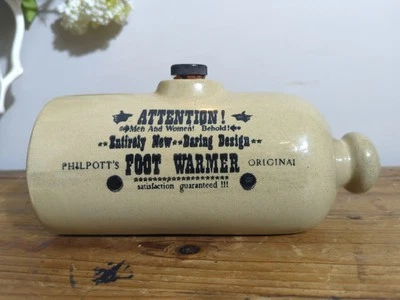 ATTENTION!
Men And Women! Behold!
**Entirely New**Daring Design**
PHILPOTT'S FOOT WARMER ORIGINAL
satisfaction guaranteed !!!